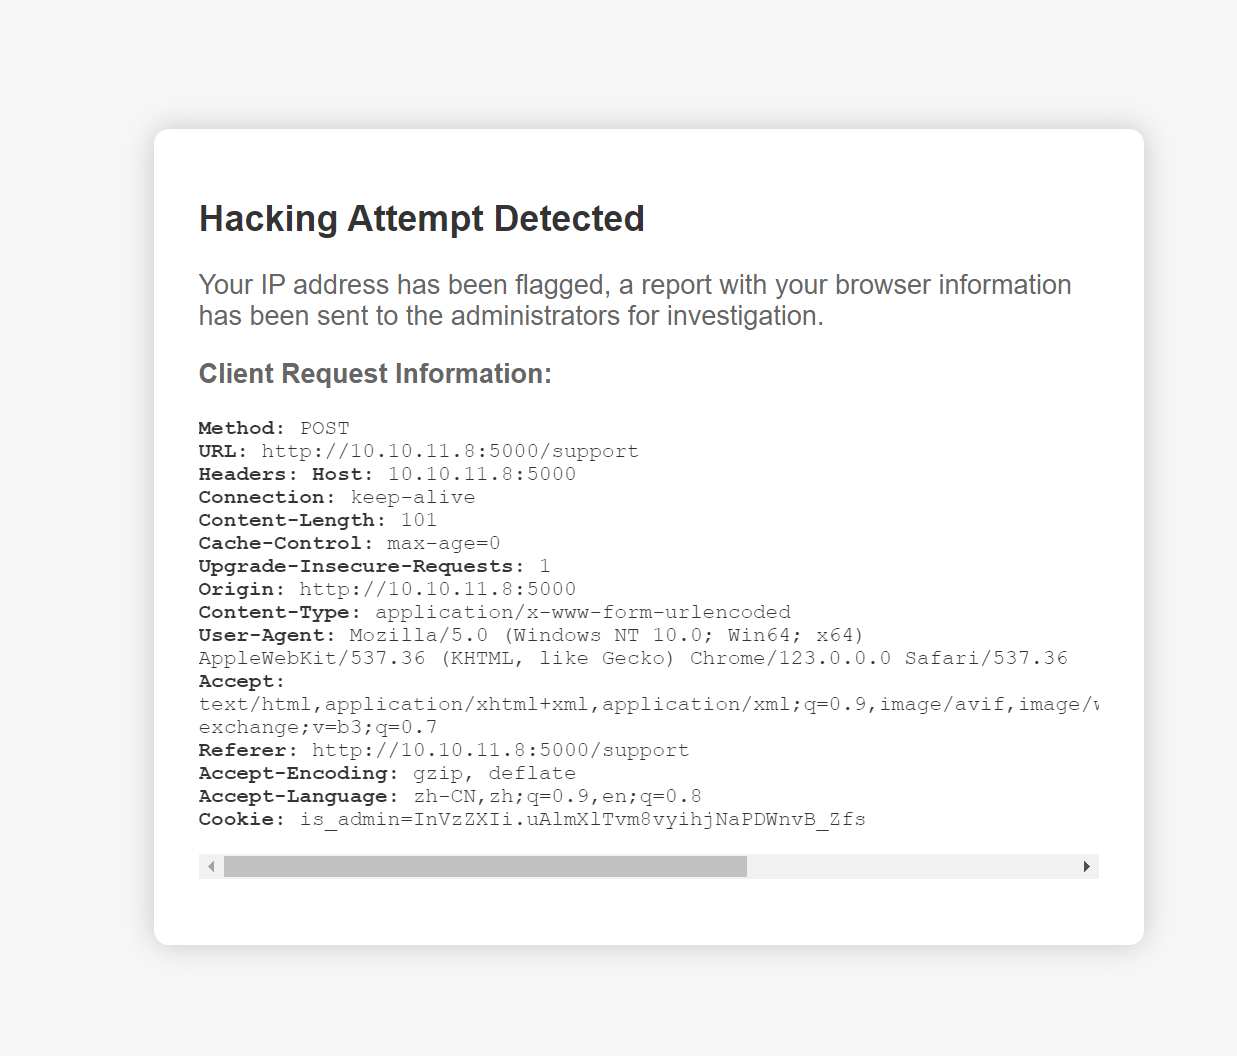 Hacking Attempt Detected
Your IP address has been flagged, a report with your browser information
has been sent to the administrators for investigation.
Client Request Information:
Method: POST
URL: http://10.10.11.8:5000/support
Headers: Host: 10.10.11.8:5000
Connection: keep-alive
Content-Length: 101
Cache-Control: max-age=0
Upgrade-Insecure-Requests: 1
Origin: http://10.10.11.8:5000
Content-Type: application/x-www-form-urlencoded
User-Agent: Mozilla/5.0 (Windows NT 10.0; Win64; x64)
AppleWebKit/537.36 (KHTML, like Gecko) Chrome/123.0.0.0 Safari/537.36
Accept:
text/html,application/xhtml+xml,application/xml;q=0.9,image/avif,image/
exchange;v=b3;q=0.7
Referer: http://10.10.11.8:5000/support
Accept-Encoding: gzip, deflate
Accept-Language: zh-CN,zh;q=0.9,en;q=0.8
Cookie: is_admin=InVzZXIi.uAlmXlTvm8vyihjNaPDWnvB_Zfs